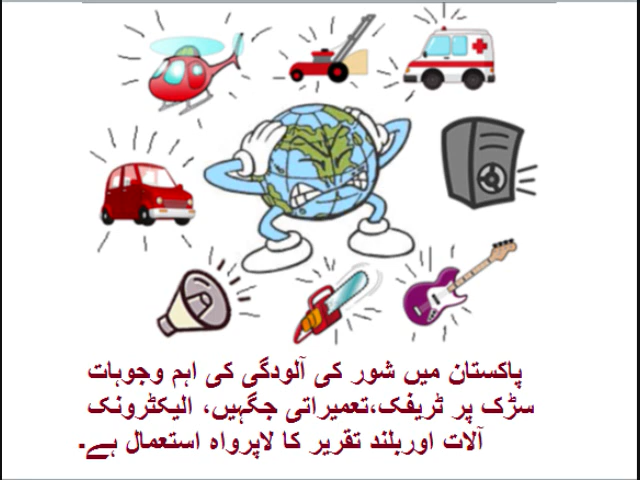 پاکستان میں شور کی آلودگی کی اہم وجوہات
سڑک پر ٹریفک،تعمیراتی جگہیں، الیکٹرونک
آلات اوربلند تقریر کا لاپرواہ استعمال ہے۔